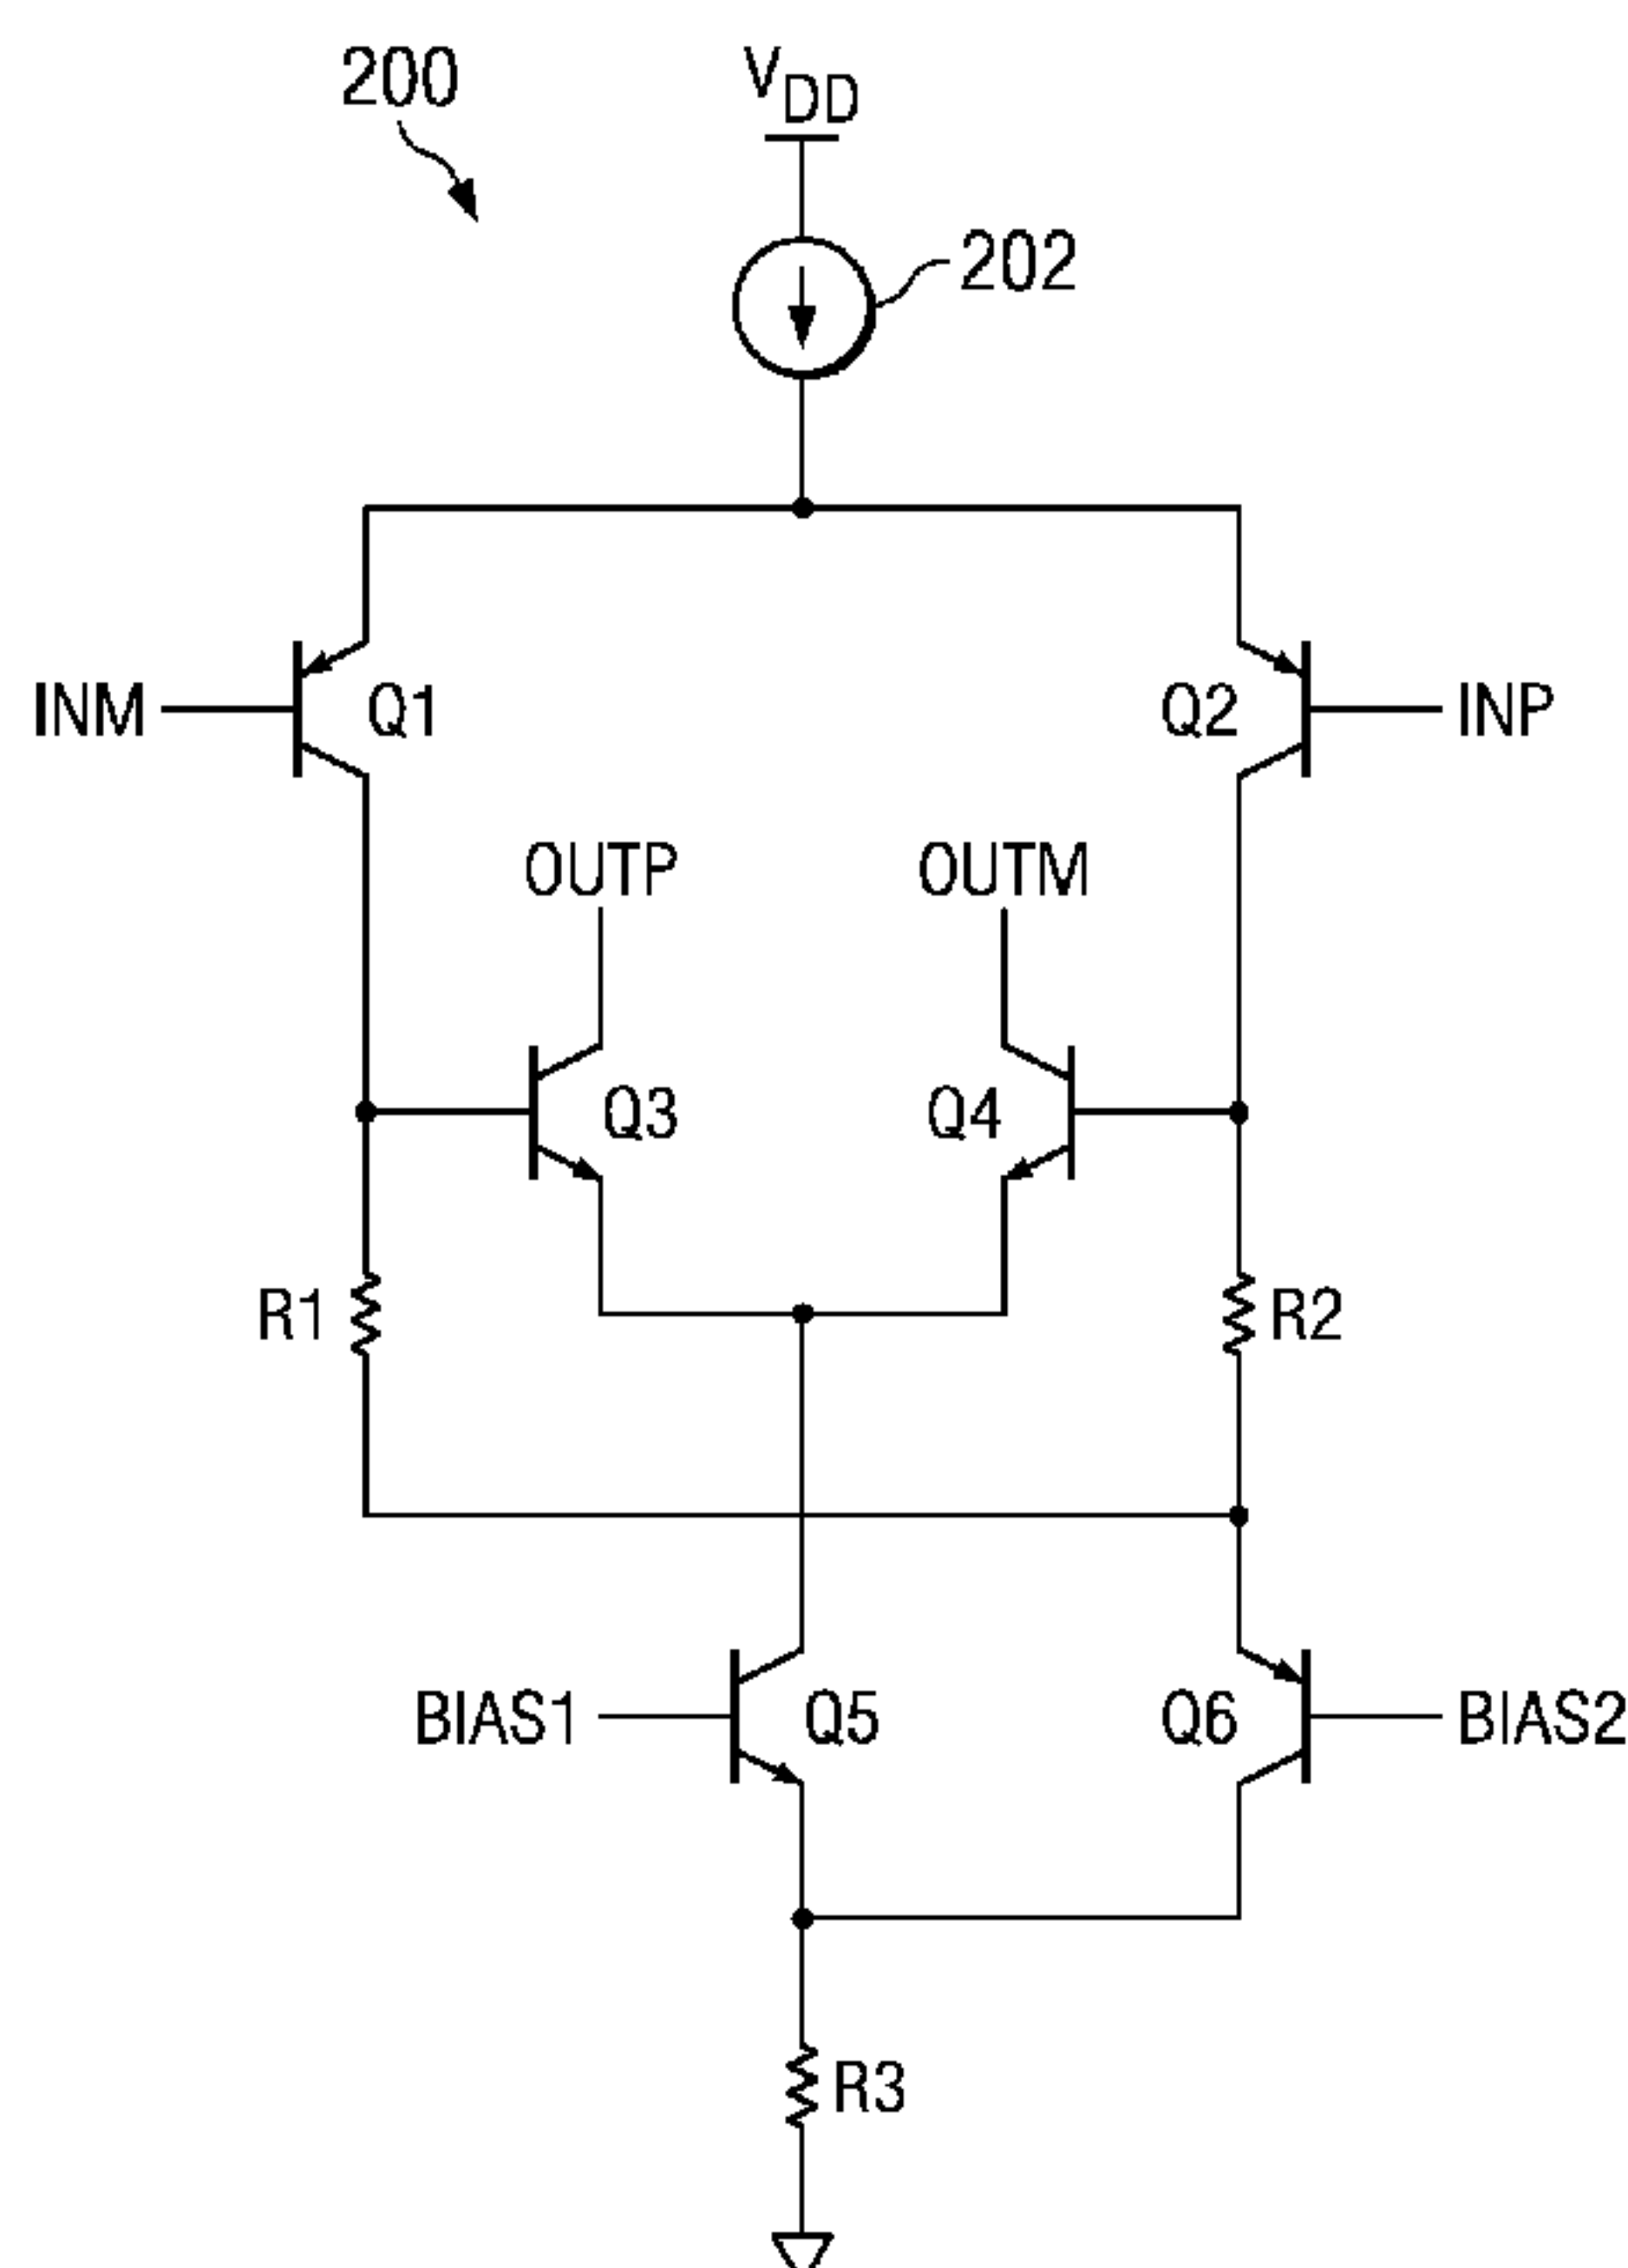 200
VDD
202
INM
Q1
Q2
INP
OUTP
OUTM
Q3
Q4
R1
R2
BIAS1
Q5
Q6
BIAS2
R3